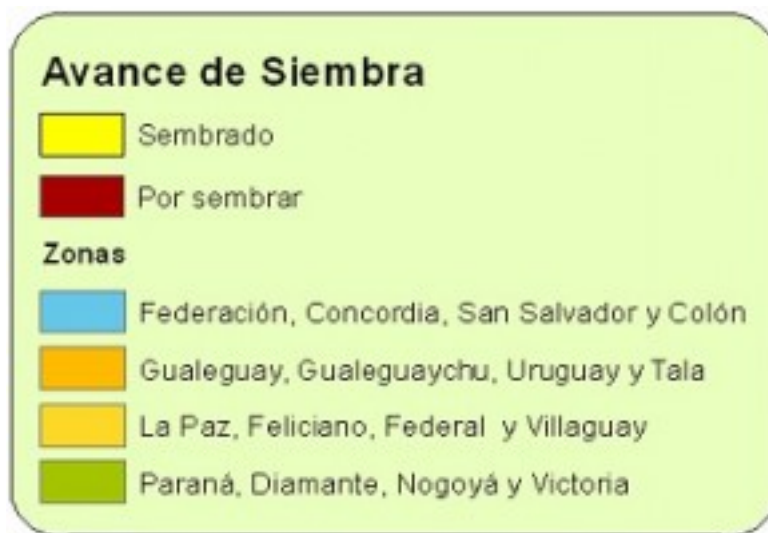 Avance de Siembra
Sembrado
Por sembrar
Zonas
Federación, Concordia, San Salvador y Colón
Gualeguay, Gualeguaychu, Uruguay y Tala
La Paz, Feliciano, Federal y Villaguay
Paraná, Diamante, Nogoyá y Victoria